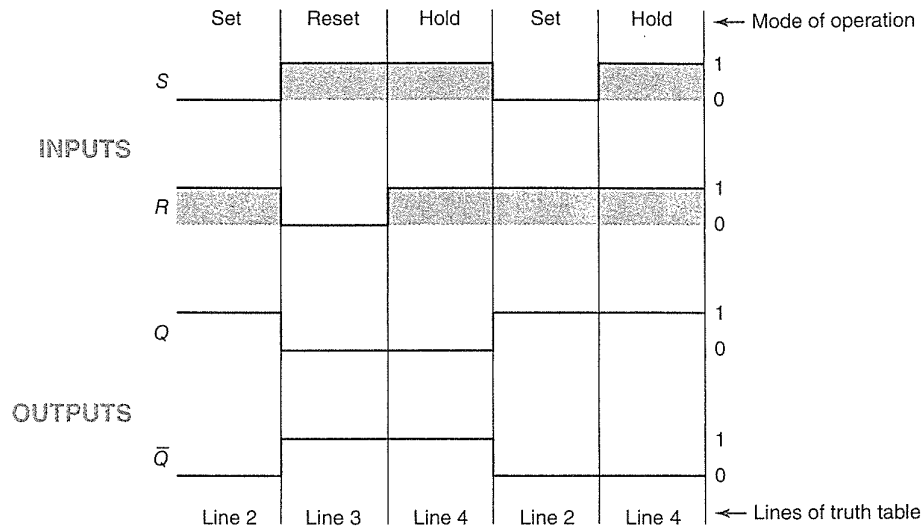 Set Reset Hold Set Hold ← Mode of operation
S 1
0
INPUTS
R 1
0
Q 1
0
OUTPUTS
Q̅ 1
0
Line 2 Line 3 Line 4 Line 2 Line 4 ← Lines of truth table